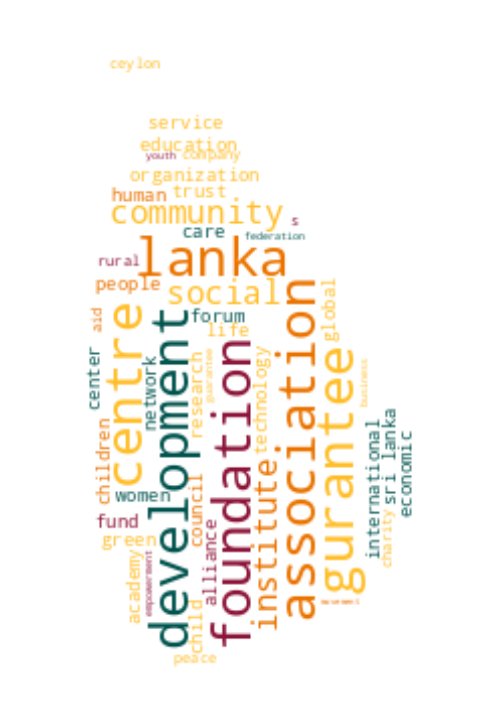 ceylon
service
education
youth company
organization
human trust
community
s
care federation
lanka
rural
people social
forum
aid
life
global
centre
development
association
center
network
research
guarantee
foundation
technology
gurantee
business
children
women
council
institute
international
sri lanka
economic
fund
green
alliance
charity
academy
empowerment
child
peace